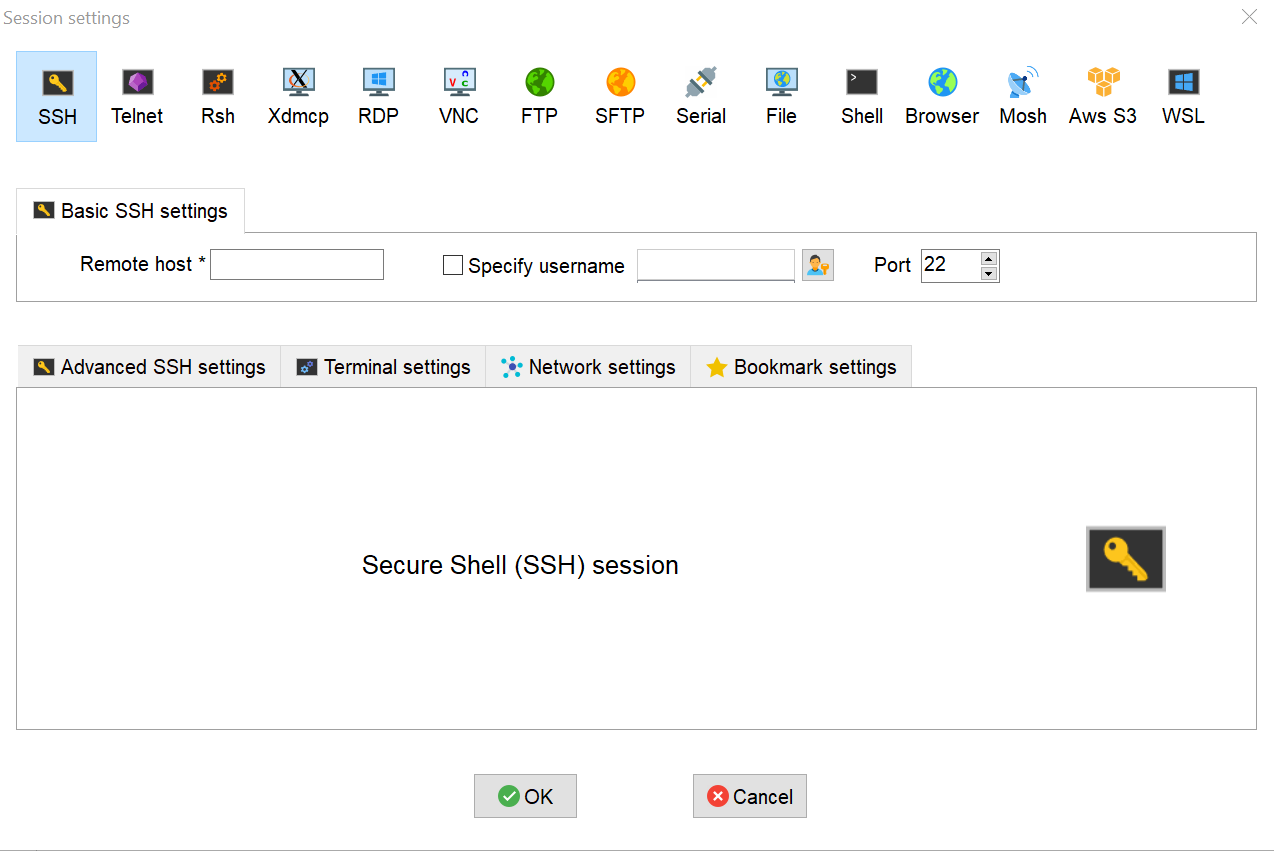 Session settings
SSH Telnet Rsh Xdmcp RDP VNC FTP SFTP Serial File Shell Browser Mosh Aws S3 WSL
Basic SSH settings
Remote host * Specify username Port 22
Advanced SSH settings Terminal settings Network settings Bookmark settings
Secure Shell (SSH) session
OK Cancel